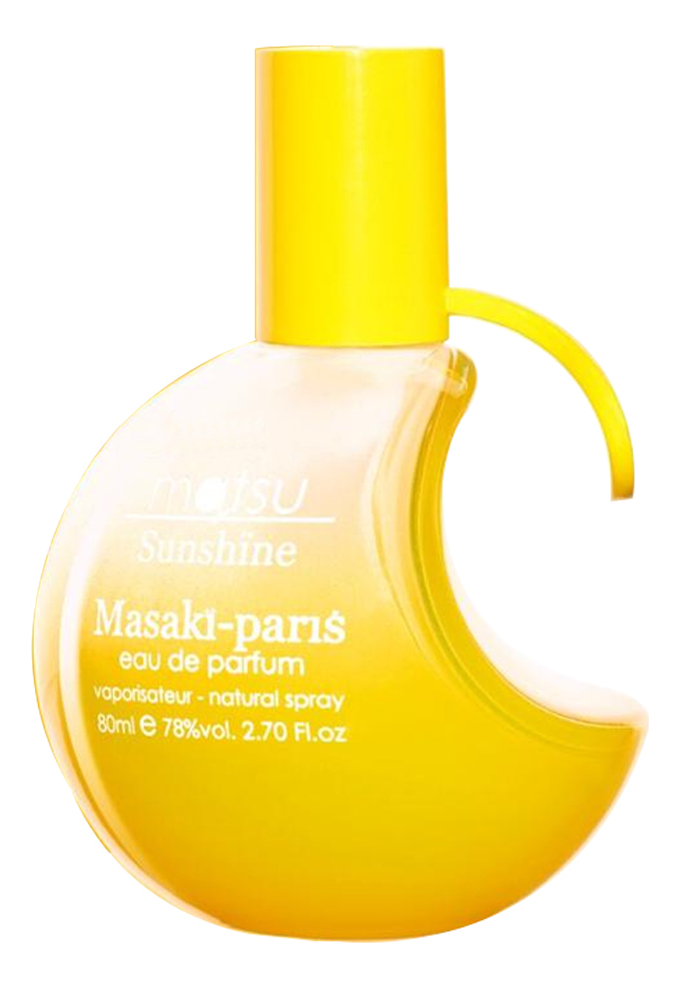 matsu
Sunshine
Masaki-paris
eau de parfum
vaporisateur - natural spray
80ml e 78%vol. 2.70 Fl.oz